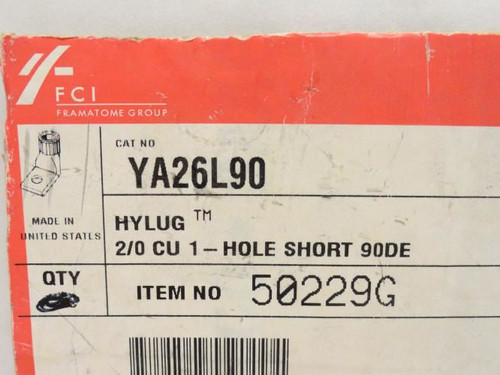 FCI
FRAMATOME GROUP
CAT NO
YA26L90
MADE IN
UNITED STATES
HYLUG ™
2/0 CU 1-HOLE SHORT 90DE
QTY
ITEM NO 50229G